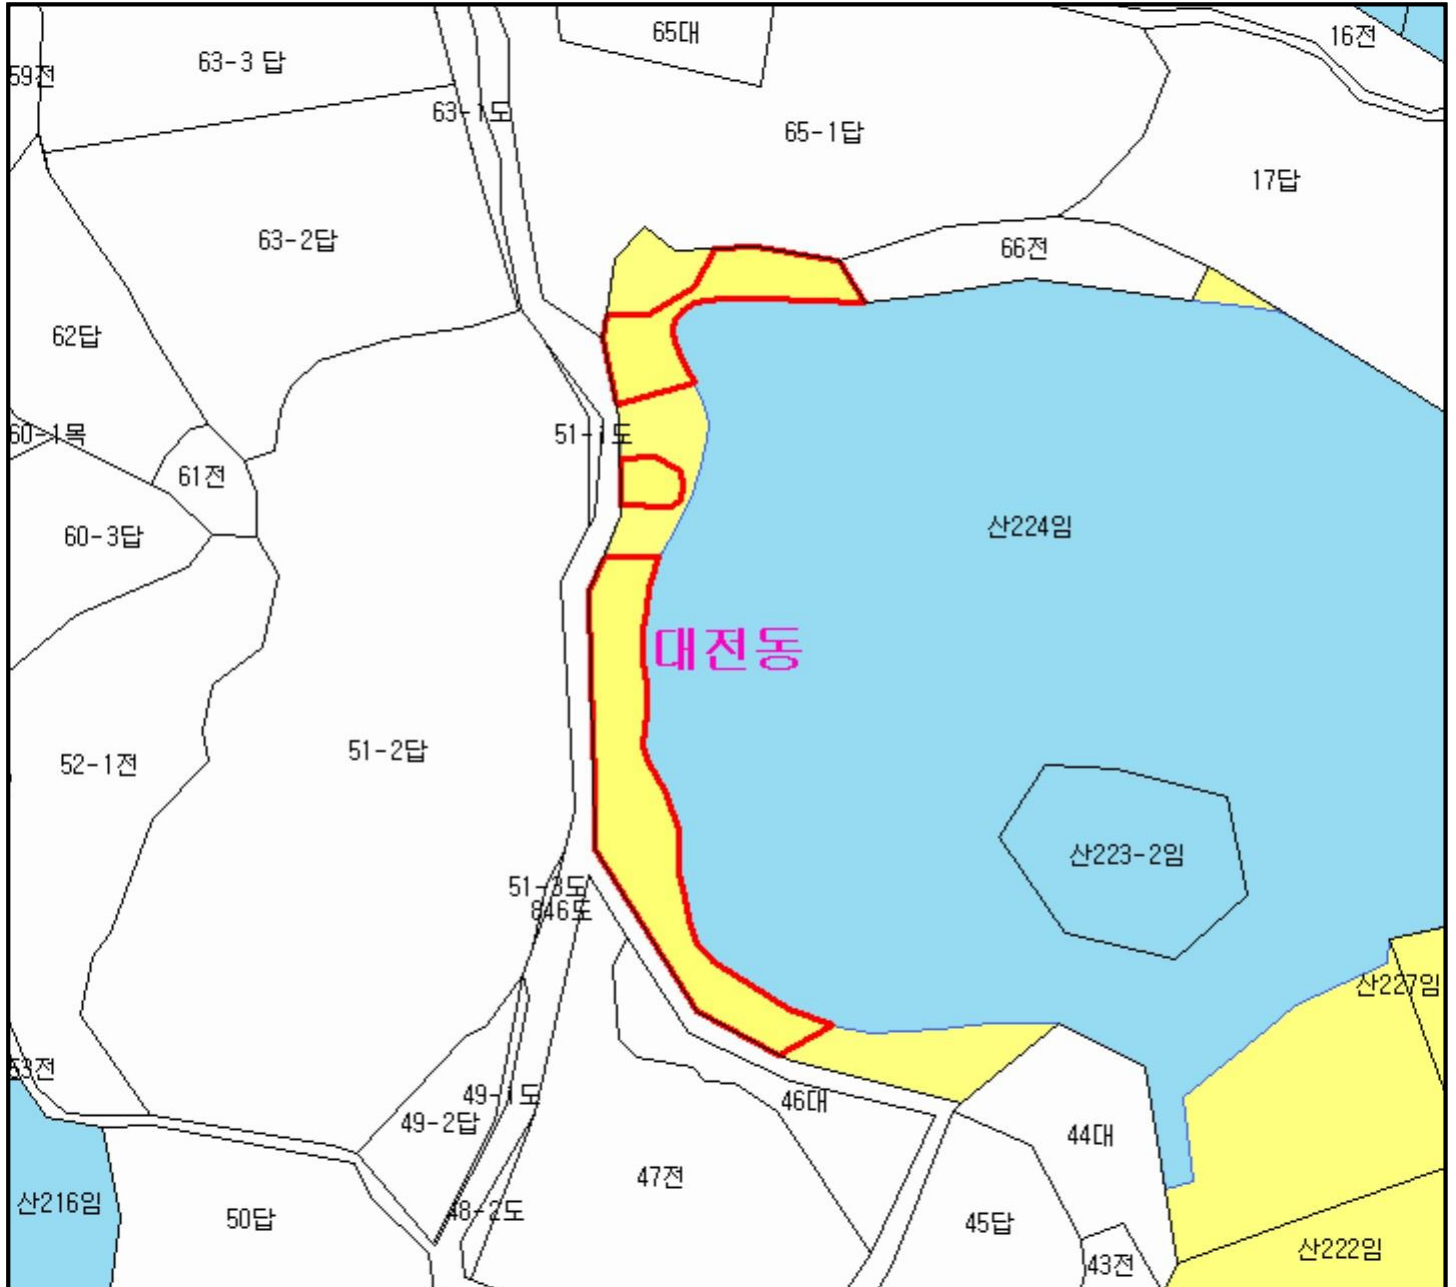 65대
16전
63-3 답
59전
63-1도
65-1답
17답
63-2답
66전
62답
60-1목
51-1도
61전
산224임
60-3답
대전동
51-2답
52-1전
산223-2임
51-3도
846도
산227임
53전
49-1도
46대
49-2답
44대
47전
산216임
48-2도
50답
45답
산222임
43전